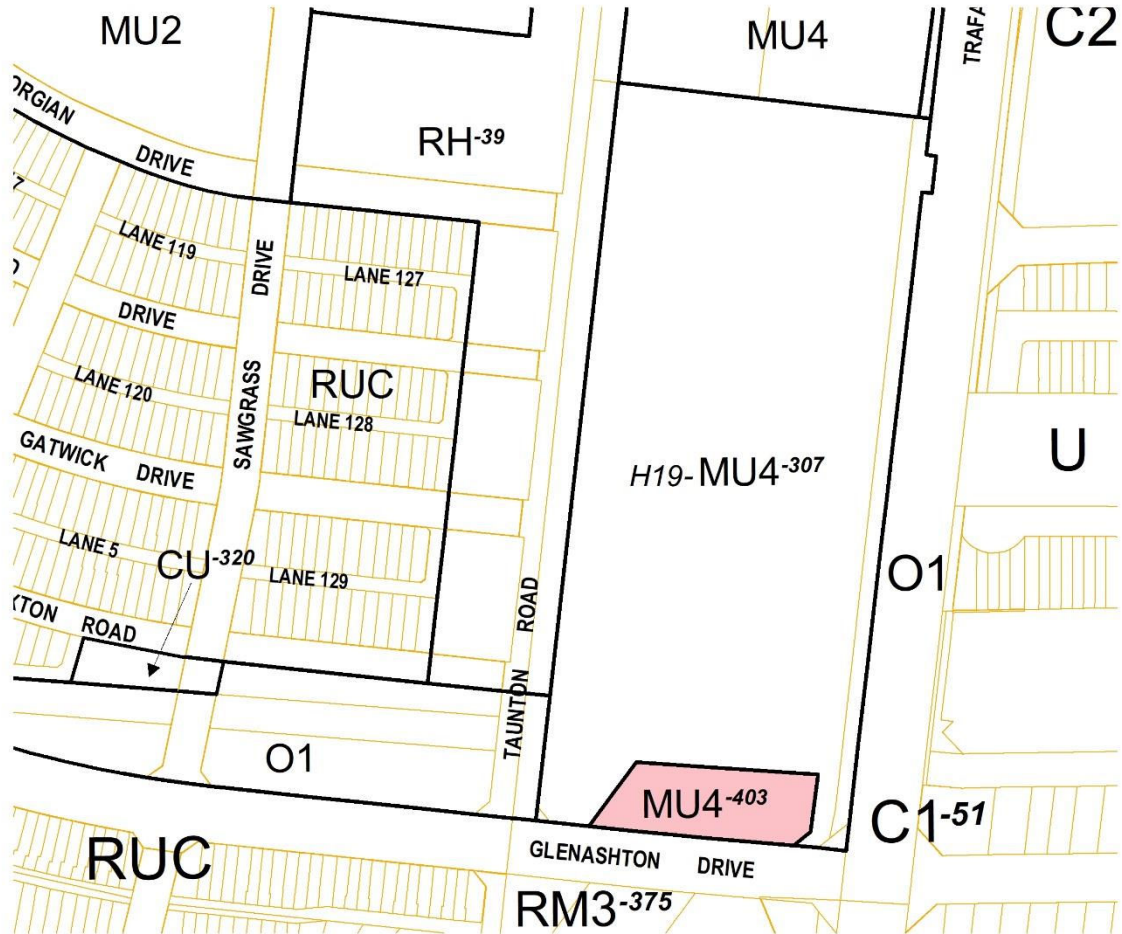 MU2
MU4
TRAFA
C2
ORGIAN
DRIVE
RH-39
LANE 119
DRIVE
LANE 127
DRIVE
SAWGRASS
RUC
LANE 120
LANE 128
GATWICK DRIVE
H19-MU4-307
U
LANE 5
CU-320
LANE 129
O1
XTON ROAD
TAUNTON ROAD
O1
MU4-403
C1-51
RUC
GLENASHTON DRIVE
RM3-375